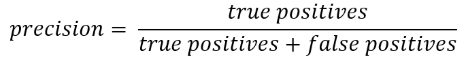 precision = true positives / true positives + false positives